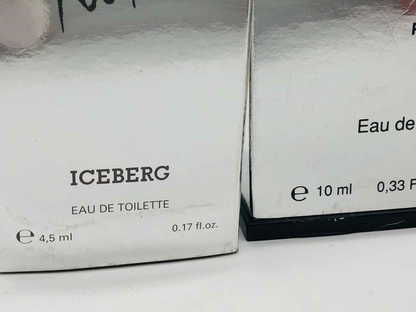 ICEBERG
EAU DE TOILETTE
℮ 4,5 ml 0.17 fl.oz.
Eau de
℮ 10 ml 0,33 F